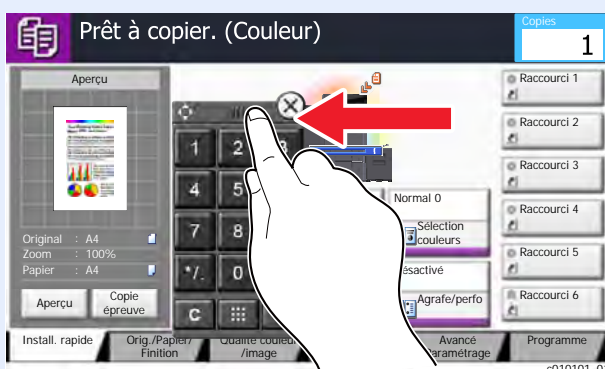 Prêt à copier. (Couleur)
Copies
1
Aperçu
Original : A4
Zoom : 100%
Papier : A4
Aperçu
Copie
épreuve
1
2
3
4
5
7
8
*/.
0
C
Normal 0
Sélection
couleurs
Agrafe/perfo
Raccourci 1
Raccourci 2
Raccourci 3
Raccourci 4
Raccourci 5
Raccourci 6
Install. rapide
Orig./Papier/
Finition
Qualité couleur
/image
Avancé
Programme